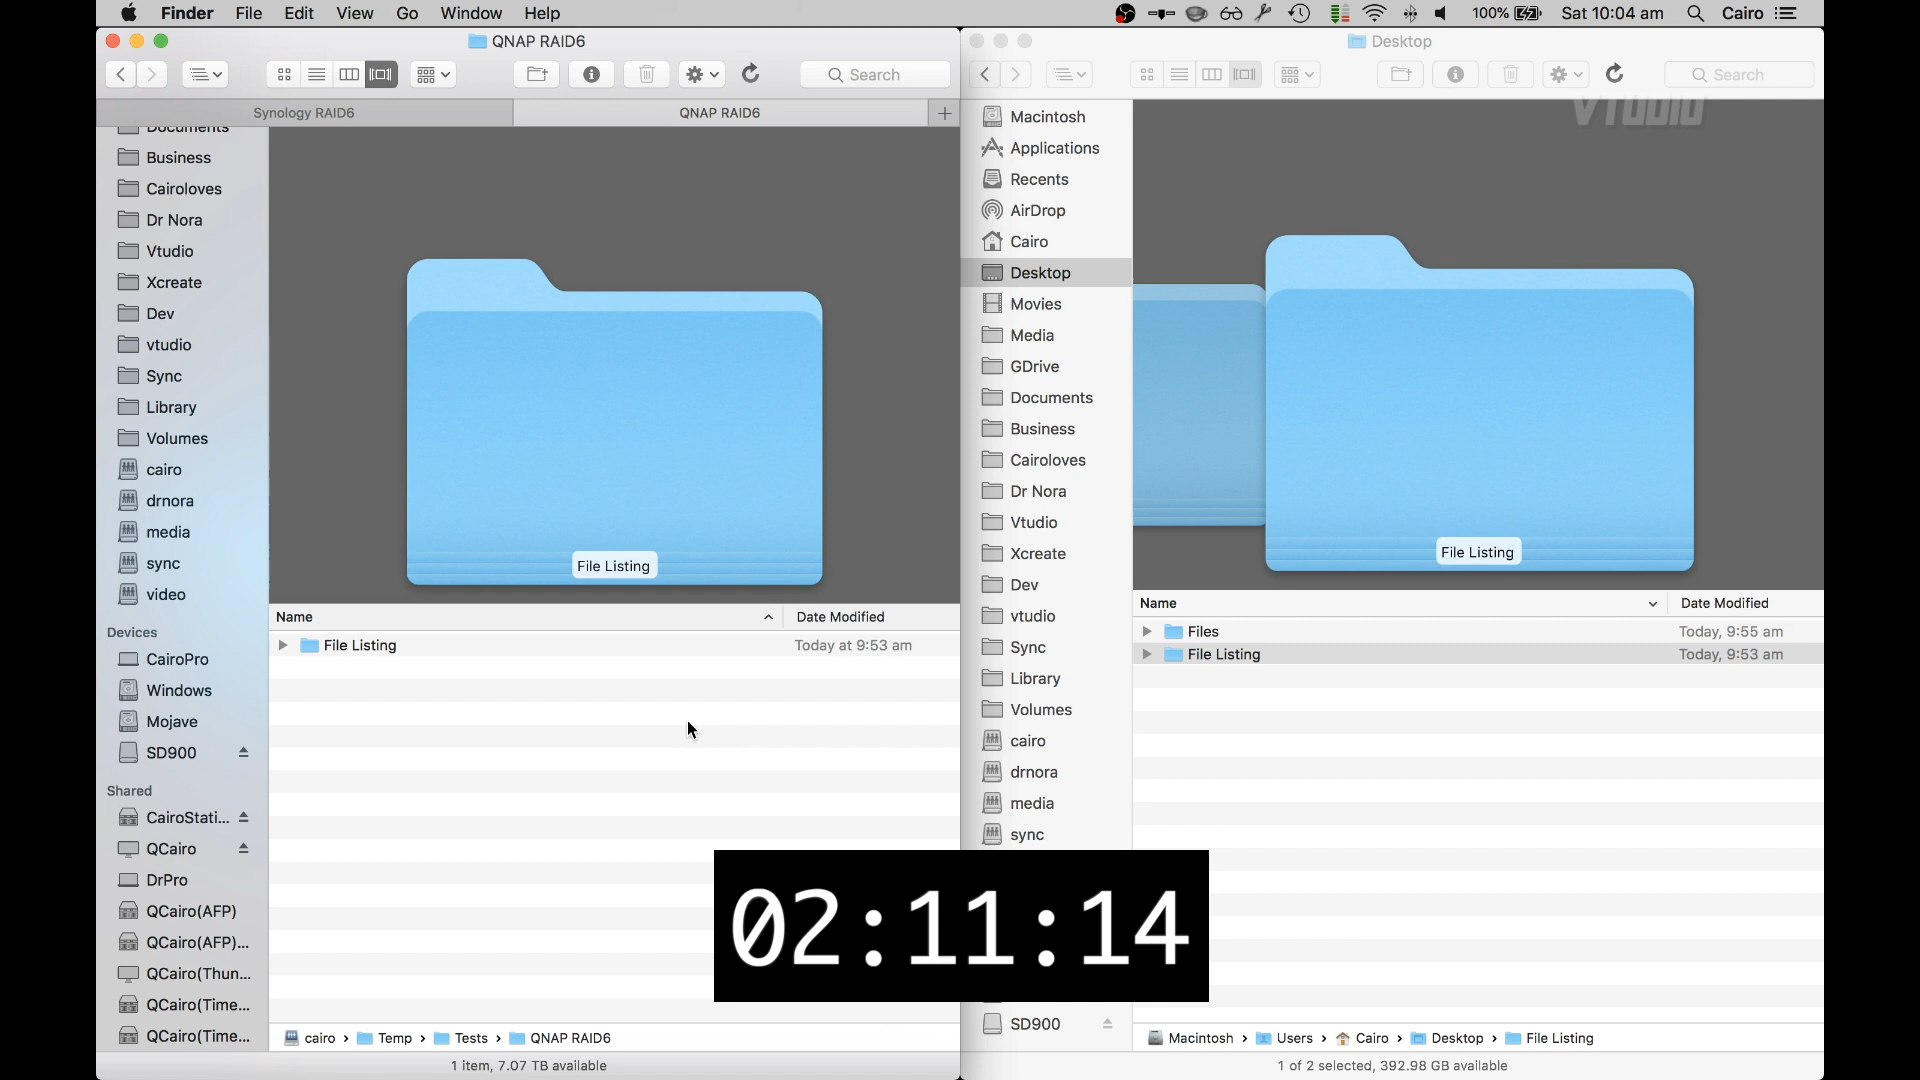 Finder File Edit View Go Window Help
100% Sat 10:04 am Cairo
QNAP RAID6
Search
Synology RAID6
QNAP RAID6
Documents
Business
Cairoloves
Dr Nora
Vtudio
Xcreate
Dev
vtudio
Sync
Library
Volumes
cairo
drnora
media
sync
video
Devices
CairoPro
Windows
Mojave
SD900
Shared
CairoStati...
QCairo
DrPro
QCairo(AFP)
QCairo(AFP)...
QCairo(Thun...
QCairo(Time...
QCairo(Time...
File Listing
Name Date Modified
File Listing Today at 9:53 am
cairo › Temp › Tests › QNAP RAID6
1 item, 7.07 TB available
Desktop
Search
VTUDIO
Macintosh
Applications
Recents
AirDrop
Cairo
Desktop
Movies
Media
GDrive
Documents
Business
Cairoloves
Dr Nora
Vtudio
Xcreate
Dev
vtudio
Sync
Library
Volumes
cairo
drnora
media
sync
SD900
File Listing
Name Date Modified
Files Today, 9:55 am
File Listing Today, 9:53 am
Macintosh › Users › Cairo › Desktop › File Listing
1 of 2 selected, 392.98 GB available
02:11:14